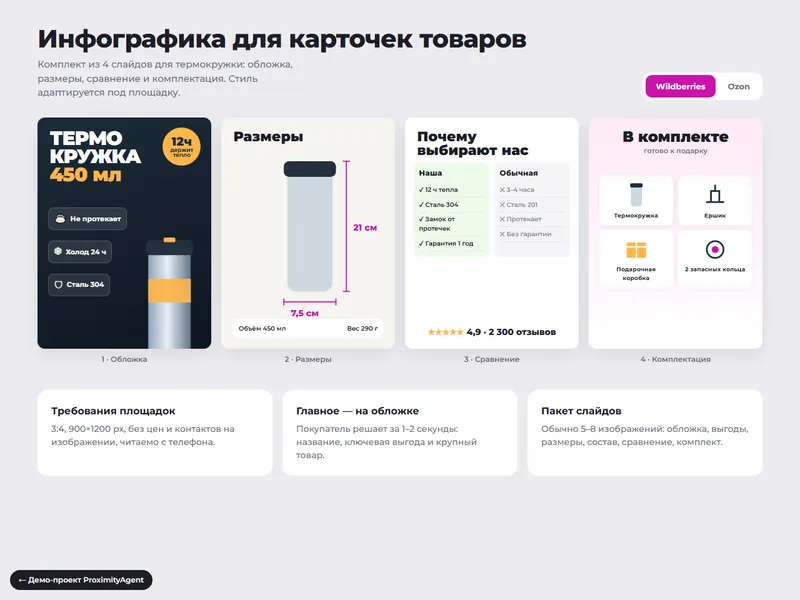 Инфографика для карточек товаров
Комплект из 4 слайдов для термокружки: обложка,
размеры, сравнение и комплектация. Стиль
адаптируется под площадку.
Wildberries
Ozon
ТЕРМО
КРУЖКА
450 мл
12ч
держит
тепло
Не протекает
Холод 24 ч
Сталь 304
1 · Обложка
Размеры
21 см
7,5 см
Объём 450 мл
Вес 290 г
2 · Размеры
Почему
выбирают нас
Наша
✓ 12 ч тепла
✓ Сталь 304
✓ Замок от
протечек
✓ Гарантия 1 год
Обычная
✕ 3–4 часа
✕ Сталь 201
✕ Протекает
✕ Без гарантии
★★★★★ 4,9 · 2 300 отзывов
3 · Сравнение
В комплекте
готово к подарку
Термокружка
Ершик
Подарочная
коробка
2 запасных кольца
4 · Комплектация
Требования площадок
3:4, 900×1200 px, без цен и контактов на
изображении, читаемо с телефона.
Главное — на обложке
Покупатель решает за 1–2 секунды:
название, ключевая выгода и крупный
товар.
Пакет слайдов
Обычно 5–8 изображений: обложка, выгоды,
размеры, состав, сравнение, комплект.
← Демо-проект ProximityAgent